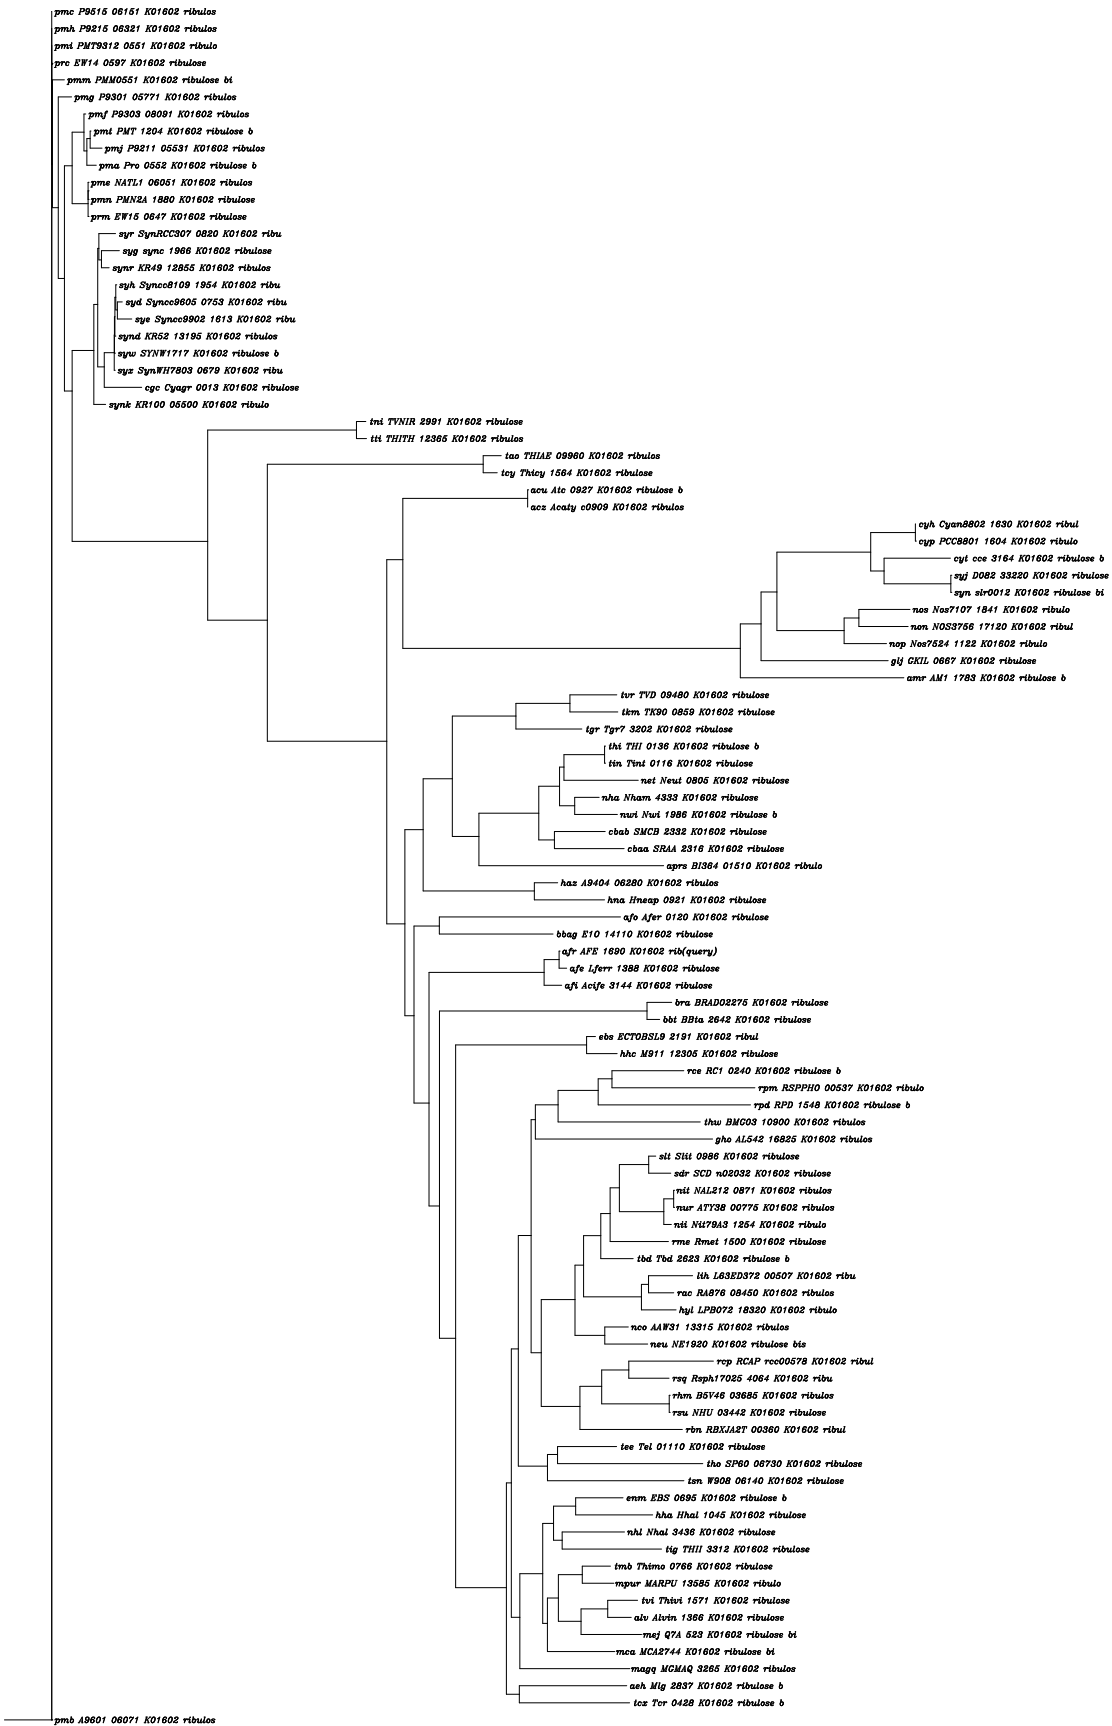 pmc P9515 06151 K01602 ribulos
pmh P9215 06321 K01602 ribulos
pmi PMT9312 0551 K01602 ribulo
prc EW14 0597 K01602 ribulose
pmm PMM0551 K01602 ribulose bi
pmg P9301 05771 K01602 ribulos
pmf P9303 08091 K01602 ribulos
pmt PMT 1204 K01602 ribulose b
pmj P9211 05531 K01602 ribulos
pma Pro 0552 K01602 ribulose b
pme NATL1 06051 K01602 ribulos
pmn PMN2A 1880 K01602 ribulose
prm EW15 0647 K01602 ribulose
syr SynRCC307 0820 K01602 ribu
syg sync 1966 K01602 ribulose
synr KR49 12855 K01602 ribulos
syh Syncc8109 1954 K01602 ribu
syd Syncc9605 0753 K01602 ribu
sye Syncc9902 1613 K01602 ribu
synd KR52 13195 K01602 ribulos
syw SYNW1717 K01602 ribulose b
syx SynWH7803 0679 K01602 ribu
cgc Cyagr 0013 K01602 ribulose
synk KR100 05500 K01602 ribulo
tni TVNIR 2991 K01602 ribulose
tti THITH 12365 K01602 ribulos
tao THIAE 09960 K01602 ribulos
tcy Thicy 1564 K01602 ribulose
acu Atc 0927 K01602 ribulose b
acz Acaty c0909 K01602 ribulos
cyh Cyan8802 1630 K01602 ribul
cyp PCC8801 1604 K01602 ribulo
cyt cce 3164 K01602 ribulose b
syj D082 33220 K01602 ribulose
syn slr0012 K01602 ribulose bi
nos Nos7107 1841 K01602 ribulo
non NOS3756 17120 K01602 ribul
nop Nos7524 1122 K01602 ribulo
glj GKIL 0667 K01602 ribulose
amr AM1 1783 K01602 ribulose b
tvr TVD 09480 K01602 ribulose
tkm TK90 0859 K01602 ribulose
tgr Tgr7 3202 K01602 ribulose
thi THI 0136 K01602 ribulose b
tin Tint 0116 K01602 ribulose
net Neut 0805 K01602 ribulose
nha Nham 4333 K01602 ribulose
nwi Nwi 1986 K01602 ribulose b
cbab SMCB 2332 K01602 ribulose
cbaa SRAA 2316 K01602 ribulose
aprs BI364 01510 K01602 ribulo
haz A9404 06280 K01602 ribulos
hna Hneap 0921 K01602 ribulose
afo Afer 0120 K01602 ribulose
bbag E10 14110 K01602 ribulose
afr AFE 1690 K01602 rib(query)
afe Lferr 1388 K01602 ribulose
afi Acife 3144 K01602 ribulose
bra BRADO2275 K01602 ribulose
bbt BBta 2642 K01602 ribulose
ebs ECTOBSL9 2191 K01602 ribul
hhc M911 12305 K01602 ribulose
rce RC1 0240 K01602 ribulose b
rpm RSPPHO 00537 K01602 ribulo
rpd RPD 1548 K01602 ribulose b
thw BMG03 10900 K01602 ribulos
gho AL542 16825 K01602 ribulos
slt Slit 0986 K01602 ribulose
sdr SCD n02032 K01602 ribulose
nit NAL212 0871 K01602 ribulos
nur ATY38 00775 K01602 ribulos
nii Nit79A3 1254 K01602 ribulo
rme Rmet 1500 K01602 ribulose
tbd Tbd 2623 K01602 ribulose b
lih L63ED372 00507 K01602 ribu
rac RA876 08450 K01602 ribulos
hyl LPB072 18320 K01602 ribulo
nco AAW31 13315 K01602 ribulos
neu NE1920 K01602 ribulose bis
rcp RCAP rcc00578 K01602 ribul
rsq Rsph17025 4064 K01602 ribu
rhm B5V46 03685 K01602 ribulos
rsu NHU 03442 K01602 ribulose
rbn RBXJA2T 00360 K01602 ribul
tee Tel 01110 K01602 ribulose
tho SP60 06730 K01602 ribulose
tsn W908 06140 K01602 ribulose
enm EBS 0695 K01602 ribulose b
hha Hhal 1045 K01602 ribulose
nhl Nhal 3436 K01602 ribulose
tig THII 3312 K01602 ribulose
tmb Thimo 0766 K01602 ribulose
mpur MARPU 13585 K01602 ribulo
tvi Thivi 1571 K01602 ribulose
alv Alvin 1366 K01602 ribulose
mej Q7A 523 K01602 ribulose bi
mca MCA2744 K01602 ribulose bi
magq MGMAQ 3265 K01602 ribulos
aeh Mlg 2837 K01602 ribulose b
tcx Tcr 0428 K01602 ribulose b
pmb A9601 06071 K01602 ribulos